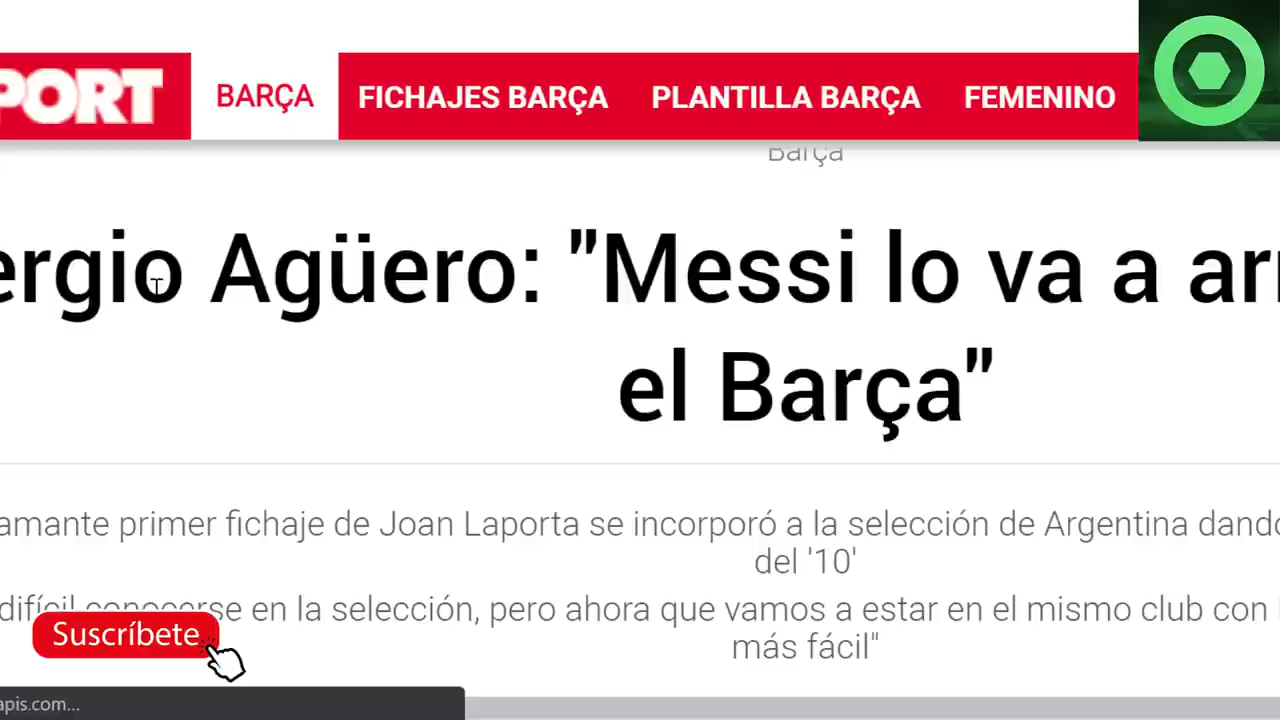 PORT BARÇA FICHAJES BARÇA PLANTILLA BARÇA FEMENINO
Barça
ergio Agüero: "Messi lo va a arr
el Barça"
amante primer fichaje de Joan Laporta se incorporó a la selección de Argentina dando
del '10'
difícil conocerse en la selección, pero ahora que vamos a estar en el mismo club con
más fácil"
Suscríbete
apis.com...